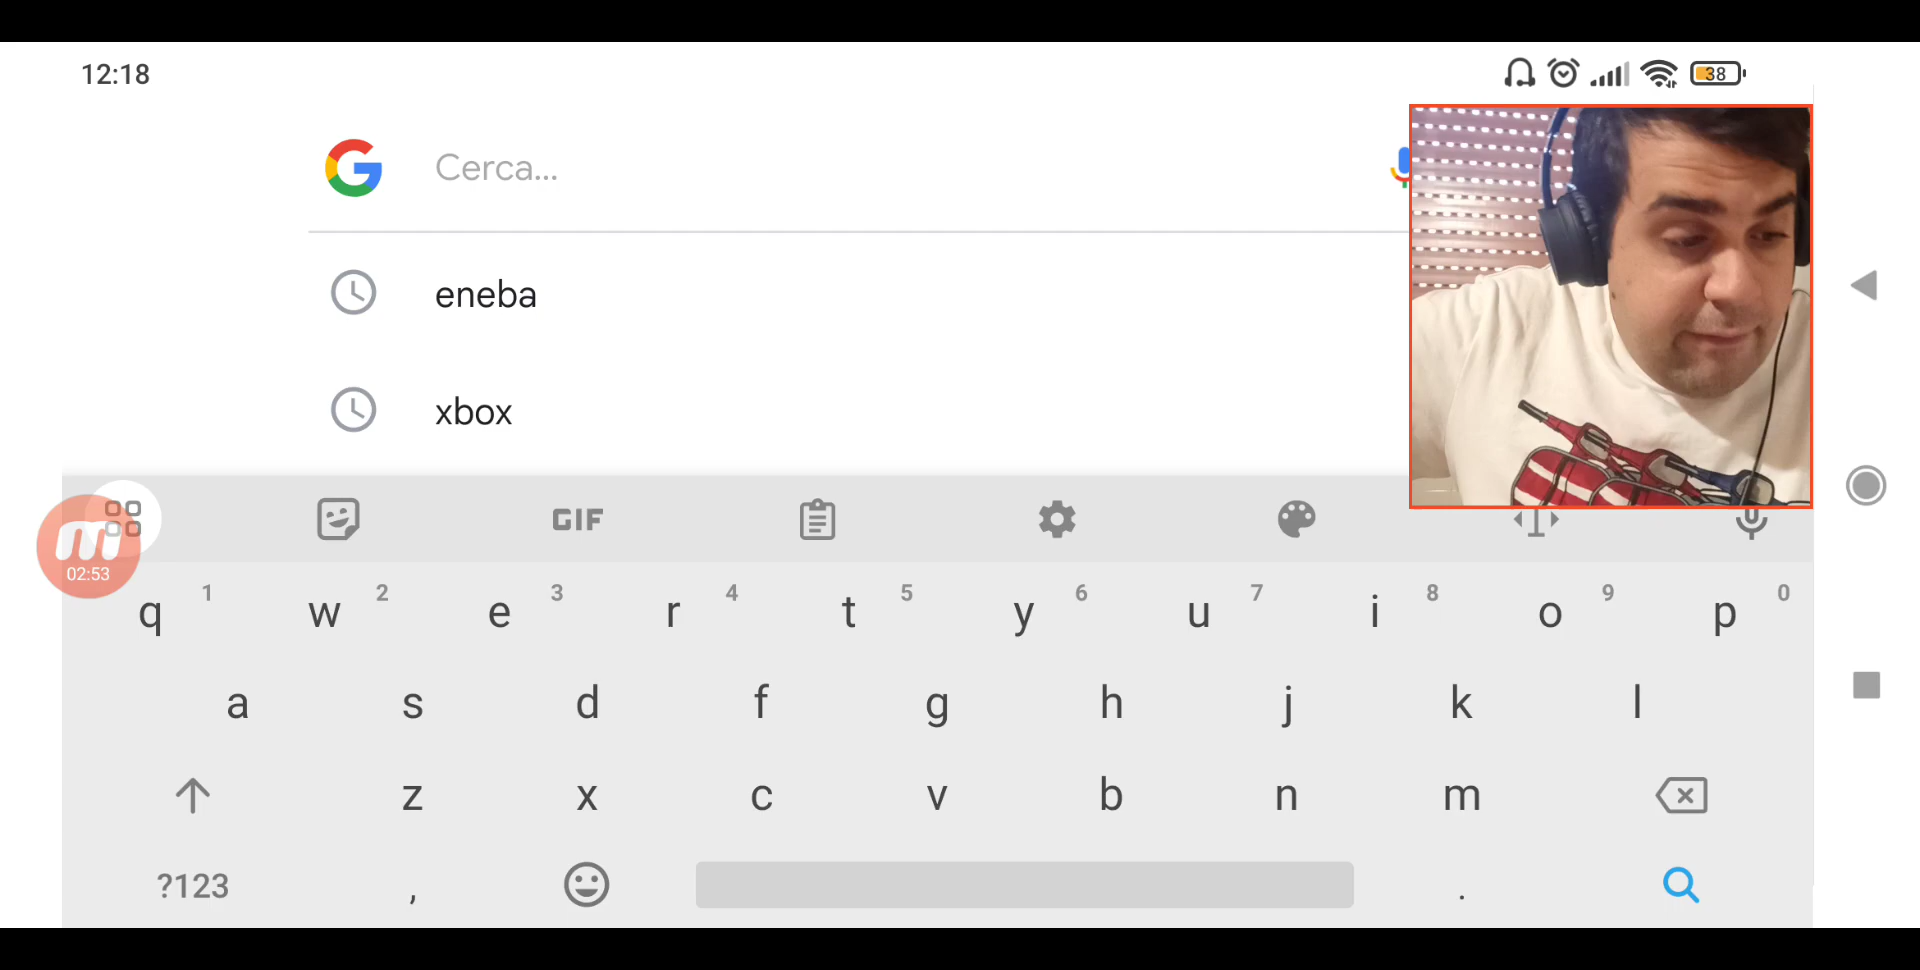 12:18
38
Cerca...
eneba
xbox
GIF
02:53
q 1 w 2 e 3 r 4 t 5 y 6 u 7 i 8 o 9 p 0
a s d f g h j k l
z x c v b n m
?123 , .